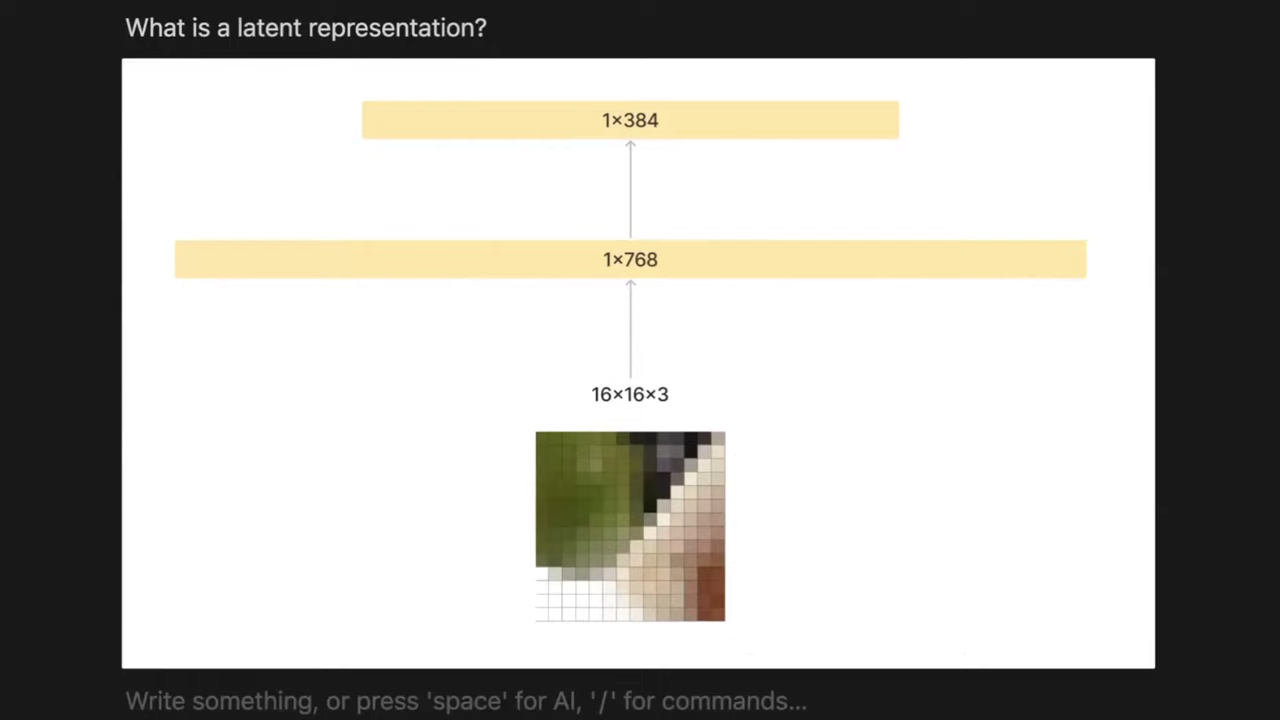 What is a latent representation?
1×384
1×768
16×16×3
Write something, or press 'space' for AI, '/' for commands...